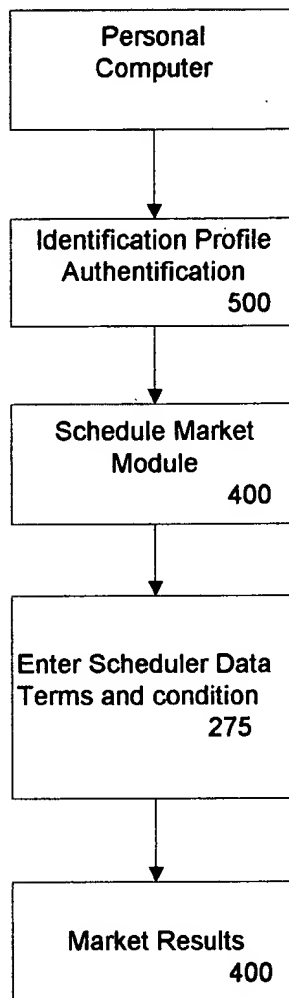 Personal
Computer
Identification Profile
Authentification
500
Schedule Market
Module
400
Enter Scheduler Data
Terms and condition
275
Market Results
400